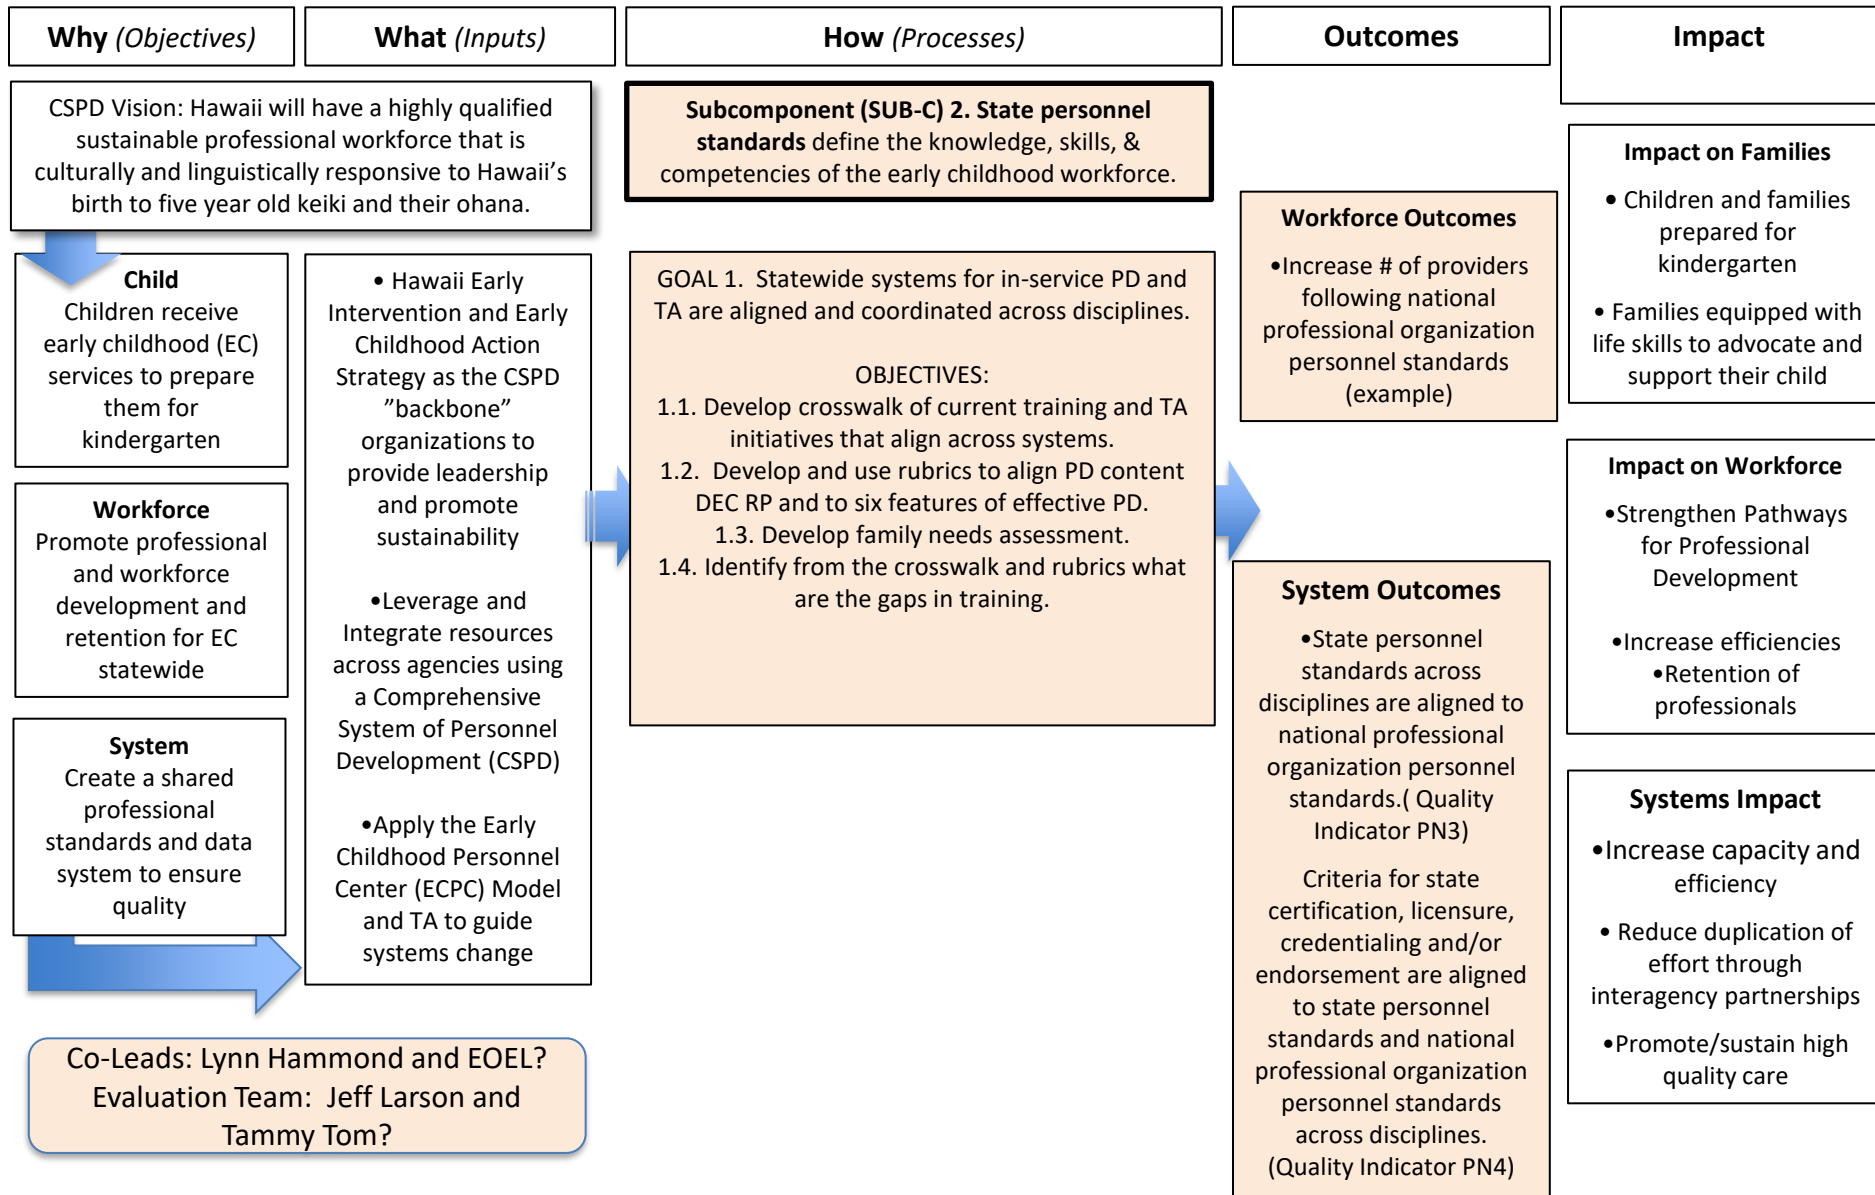 Why (Objectives)
What (Inputs)
How (Processes)
Outcomes
Impact
CSPD Vision: Hawaii will have a highly qualified
sustainable professional workforce that is
culturally and linguistically responsive to Hawaii's
birth to five year old keiki and their ohana.
Child
Children receive
early childhood (EC)
services to prepare
them for
kindergarten
Workforce
Promote professional
and workforce
development and
retention for EC
statewide
System
Create a shared
professional
standards and data
system to ensure
quality
• Hawaii Early
Intervention and Early
Childhood Action
Strategy as the CSPD
”backbone”
organizations to
provide leadership
and promote
sustainability
•Leverage and
Integrate resources
across agencies using
a Comprehensive
System of Personnel
Development (CSPD)
•Apply the Early
Childhood Personnel
Center (ECPC) Model
and TA to guide
systems change
Subcomponent (SUB-C) 2. State personnel
standards define the knowledge, skills, &
competencies of the early childhood workforce.
GOAL 1. Statewide systems for in-service PD and
TA are aligned and coordinated across disciplines.
OBJECTIVES:
1.1. Develop crosswalk of current training and TA
initiatives that align across systems.
1.2. Develop and use rubrics to align PD content
DEC RP and to six features of effective PD.
1.3. Develop family needs assessment.
1.4. Identify from the crosswalk and rubrics what
are the gaps in training.
Workforce Outcomes
•Increase # of providers
following national
professional organization
personnel standards
(example)
System Outcomes
•State personnel
standards across
disciplines are aligned to
national professional
organization personnel
standards.( Quality
Indicator PN3)
Criteria for state
certification, licensure,
credentialing and/or
endorsement are aligned
to state personnel
standards and national
professional organization
personnel standards
across disciplines.
(Quality Indicator PN4)
Impact on Families
• Children and families
prepared for
kindergarten
• Families equipped with
life skills to advocate and
support their child
Impact on Workforce
•Strengthen Pathways
for Professional
Development
•Increase efficiencies
•Retention of
professionals
Systems Impact
•Increase capacity and
efficiency
• Reduce duplication of
effort through
interagency partnerships
•Promote/sustain high
quality care
Co-Leads: Lynn Hammond and EOEL?
Evaluation Team: Jeff Larson and
Tammy Tom?